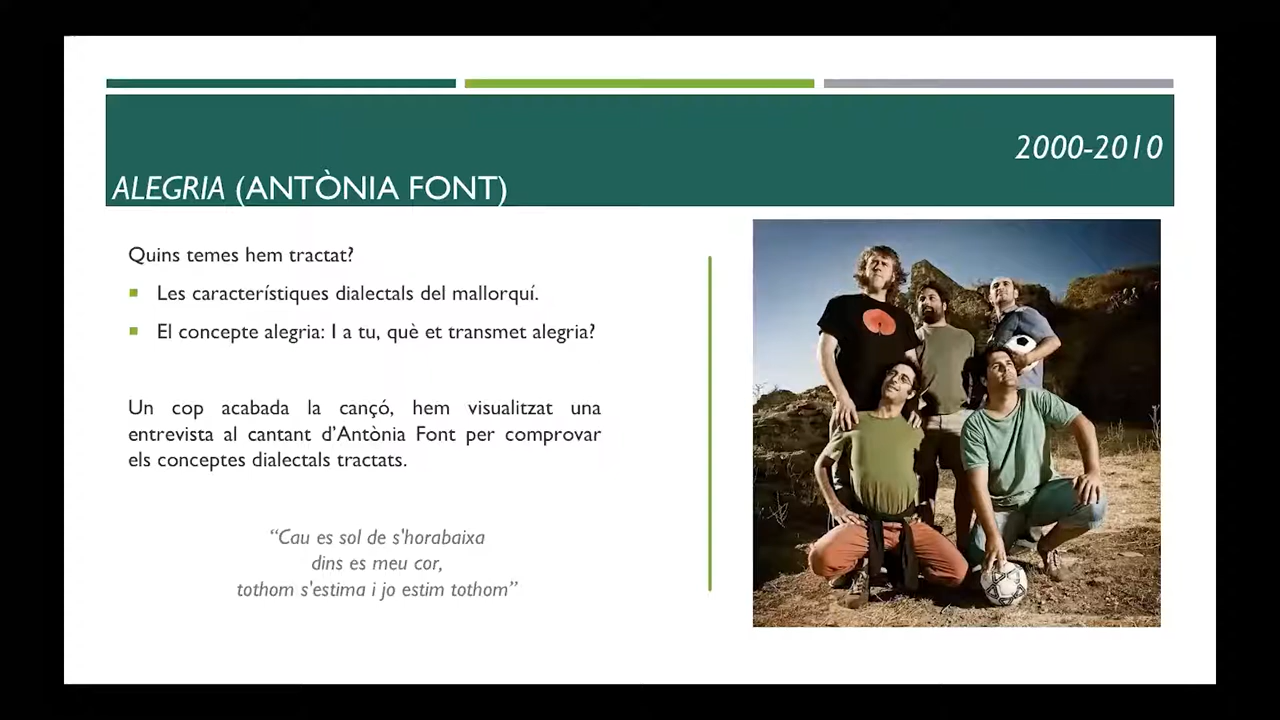 2000-2010
ALEGRIA (ANTÒNIA FONT)
Quins temes hem tractat?
Les característiques dialectals del mallorquí.
El concepte alegria: I a tu, què et transmet alegria?
Un cop acabada la cançó, hem visualitzat una
entrevista al cantant d’Antònia Font per comprovar
els conceptes dialectals tractats.
“Cau es sol de s'horabaixa
dins es meu cor,
tothom s'estima i jo estim tothom”